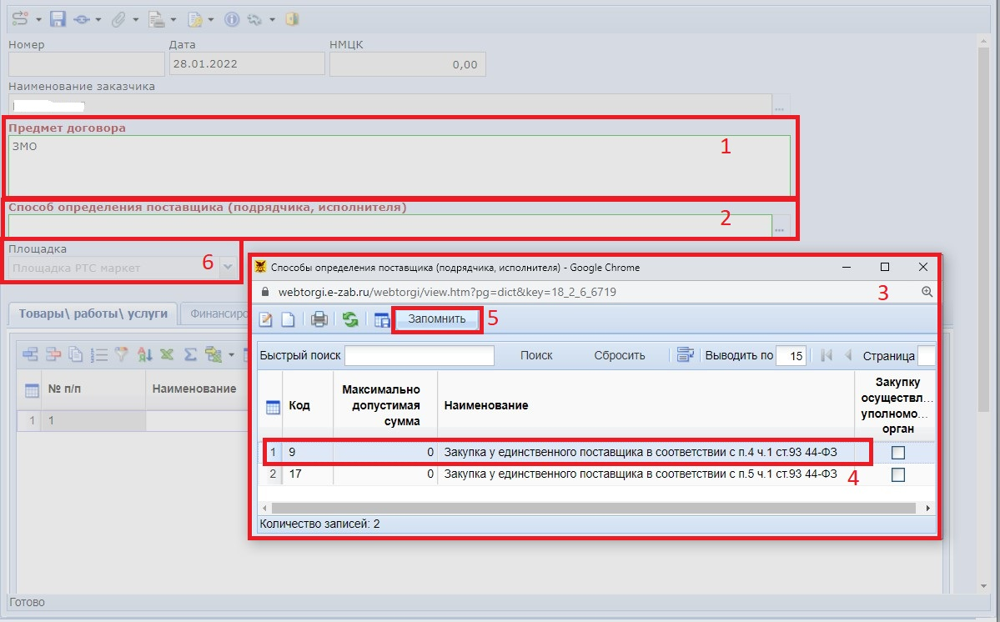 Номер Дата НМЦК
28.01.2022 0,00
Наименование заказчика
...
Предмет договора
ЗМО
1
Способ определения поставщика (подрядчика, исполнителя)
2
...
Площадка
Площадка РТС маркет
6
Способы определения поставщика (подрядчика, исполнителя) - Google Chrome
webtorgi.e-zab.ru/webtorgi/view.htm?pg=dict&key=18_2_6_6719
3
Товары\ работы\ услуги Финансиро
Запомнить
5
Быстрый поиск Поиск Сбросить Выводить по 15 Страница
№ п/п Наименование
1 1
Код
Максимально
допустимая
сумма
Наименование
Закупку
осуществл...
уполномо...
орган
1 9 0 Закупка у единственного поставщика в соответствии с п.4 ч.1 ст.93 44-ФЗ
2 17 0 Закупка у единственного поставщика в соответствии с п.5 ч.1 ст.93 44-ФЗ
4
Количество записей: 2
Готово